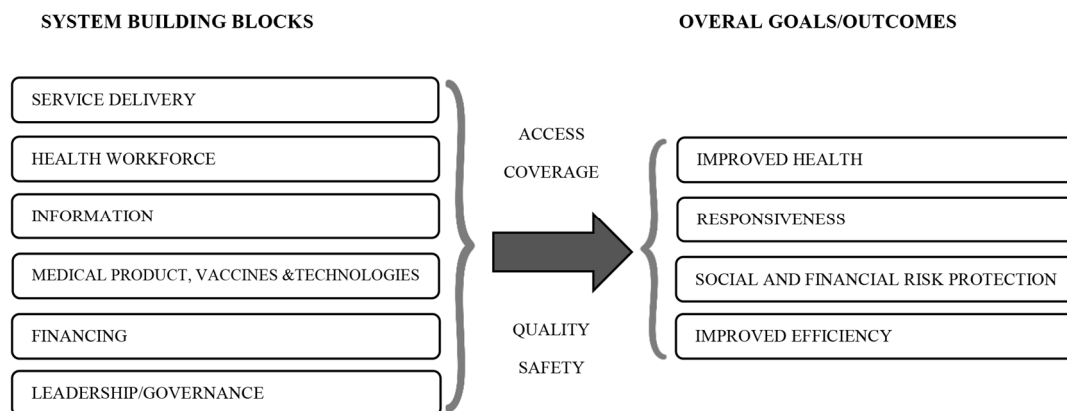 SYSTEM BUILDING BLOCKS
OVERAL GOALS/OUTCOMES
SERVICE DELIVERY
HEALTH WORKFORCE
INFORMATION
MEDICAL PRODUCT, VACCINES &TECHNOLOGIES
FINANCING
LEADERSHIP/GOVERNANCE
ACCESS
COVERAGE
QUALITY
SAFETY
IMPROVED HEALTH
RESPONSIVENESS
SOCIAL AND FINANCIAL RISK PROTECTION
IMPROVED EFFICIENCY